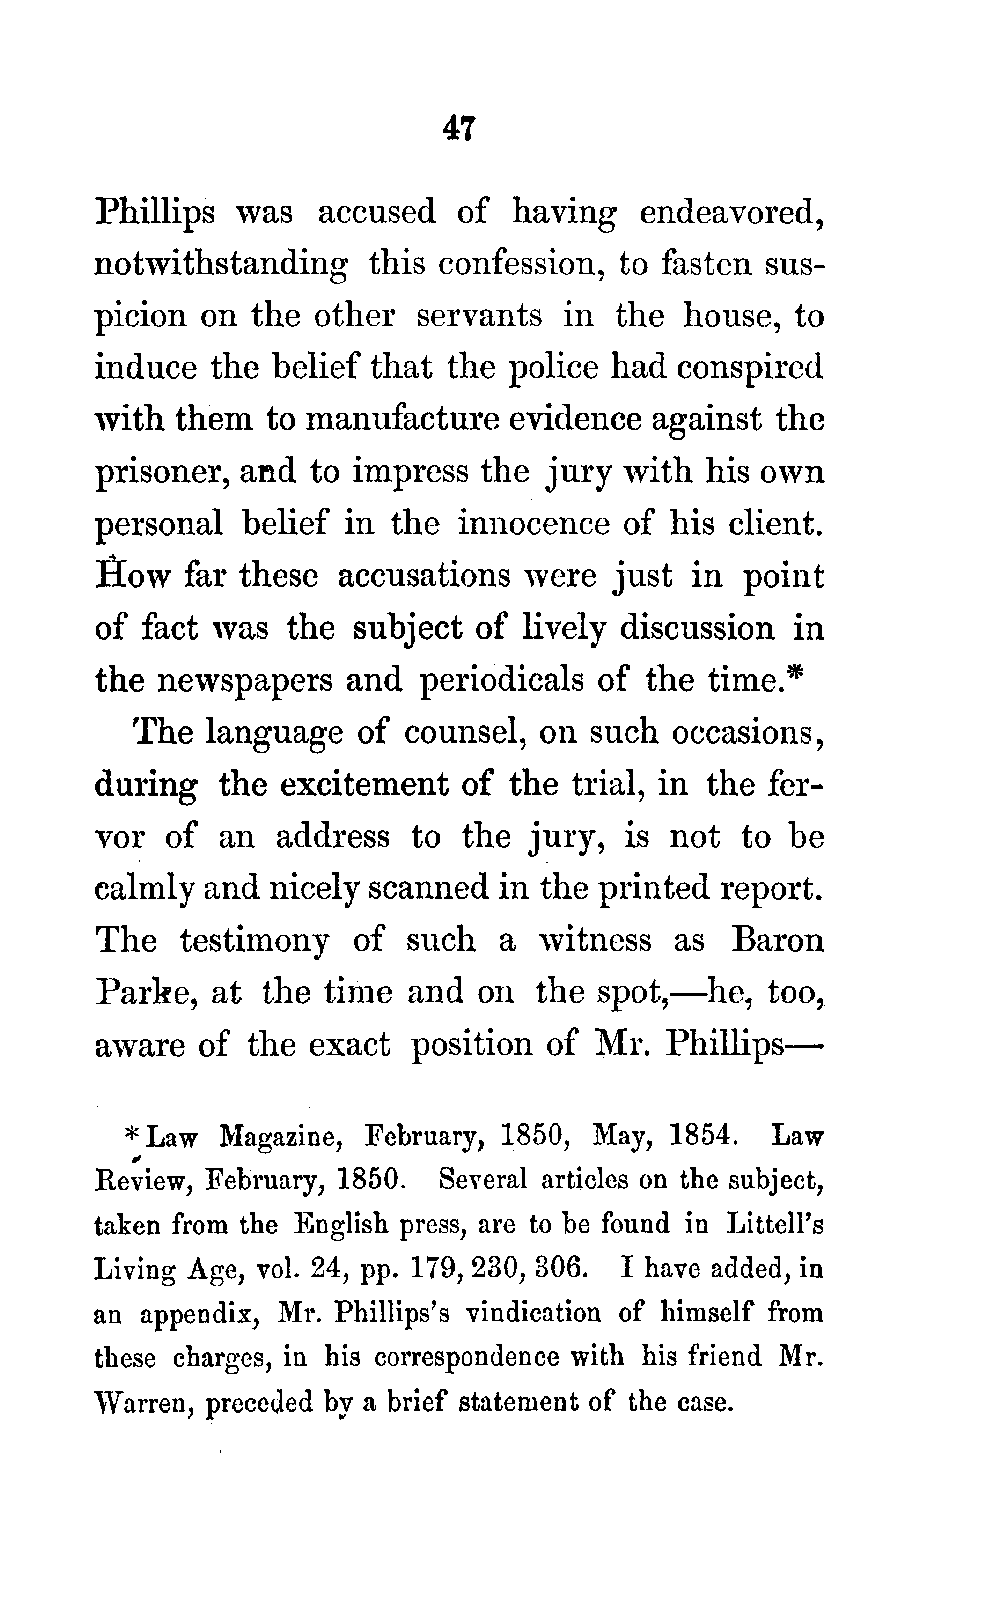 47
Phillips was accused of having endeavored,
notwithstanding this confession, to fasten sus-
picion on the other servants in the house, to
induce the belief that the police had conspired
with them to manufacture evidence against the
prisoner, and to impress the jury with his own
personal belief in the innocence of his client.
How far these accusations were just in point
of fact was the subject of lively discussion in
the newspapers and periodicals of the time.*
The language of counsel, on such occasions,
during the excitement of the trial, in the fer-
vor of an address to the jury, is not to be
calmly and nicely scanned in the printed report.
The testimony of such a witness as Baron
Parke, at the time and on the spot,—he, too,
aware of the exact position of Mr. Phillips—
* Law Magazine, February, 1850, May, 1854. Law
Review, February, 1850. Several articles on the subject,
taken from the English press, are to be found in Littell's
Living Age, vol. 24, pp. 179, 230, 306. I have added, in
an appendix, Mr. Phillips's vindication of himself from
these charges, in his correspondence with his friend Mr.
Warren, preceded by a brief statement of the case.